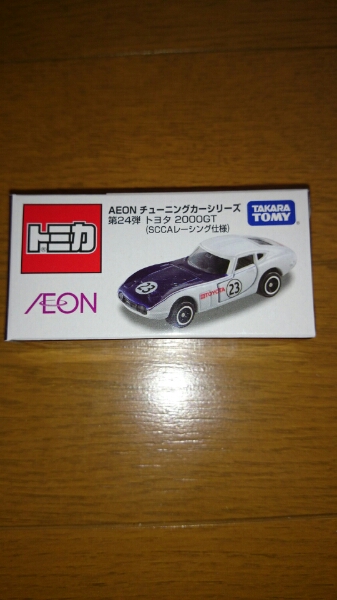 トミカ
AEON
AEON チューニングカーシリーズ
第24弾 トヨタ 2000GT
(SCCAレーシング仕様)
TAKARA
TOMY
23
TOYOTA
23